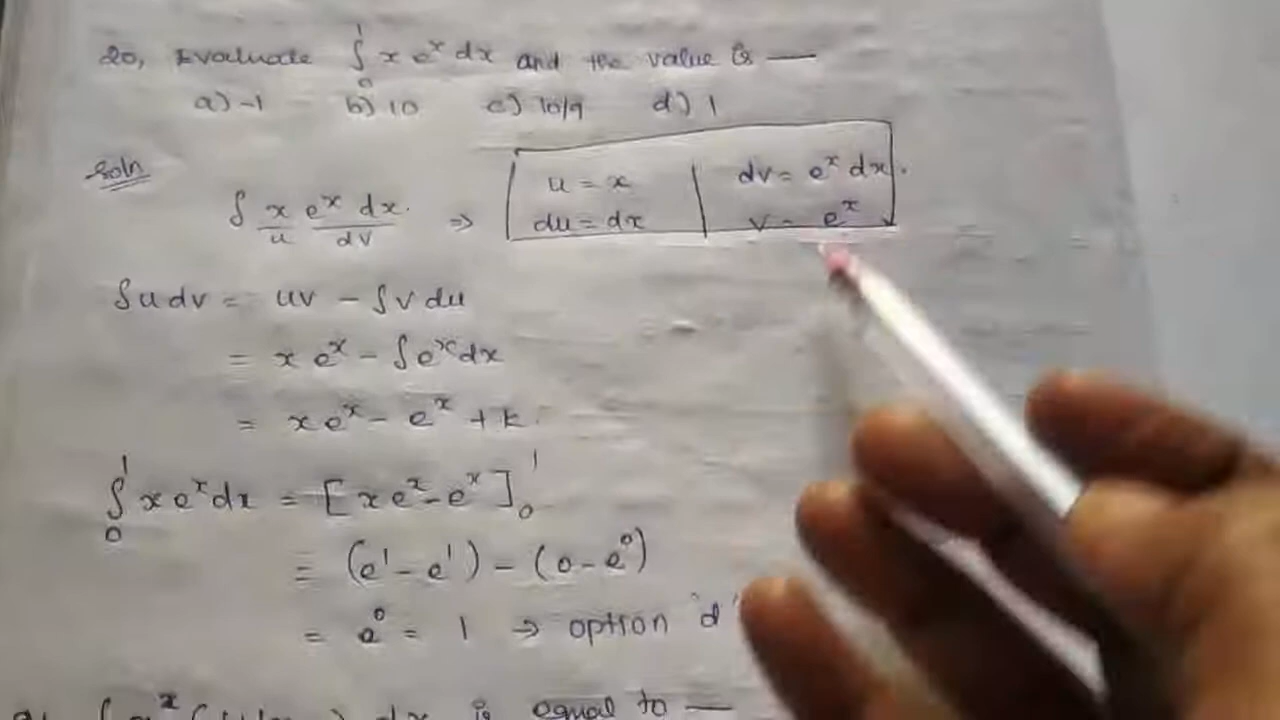 20, Evaluate ∫₀¹ x eˣ dx and the value is —
a) -1 b) 10 c) 10/9 d) 1
Soln
∫ x eˣ dx. ⇒
u dv
u = x | dv = eˣ dx.
du = dx | v = eˣ
∫u dv = uv - ∫v du
= x eˣ - ∫eˣ dx
= x eˣ - eˣ + k.
∫₀¹ x eˣ dx = [x eˣ - eˣ]₀¹
= (e¹ - e¹) - (0 - e⁰)
= e⁰ = 1 → option 'd'
dx is equal to —